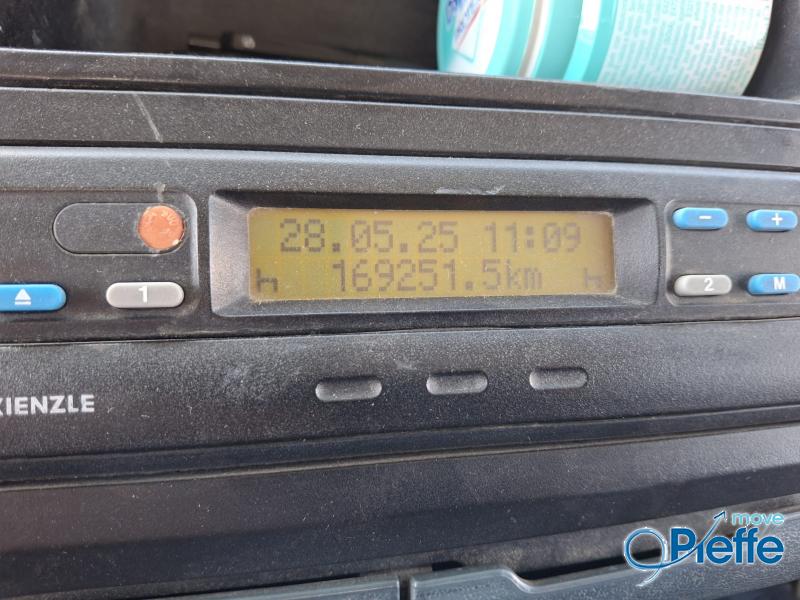 28.05.25 11:09
169251.5km
1
2
−
+
M
KIENZLE
move
Pieffe